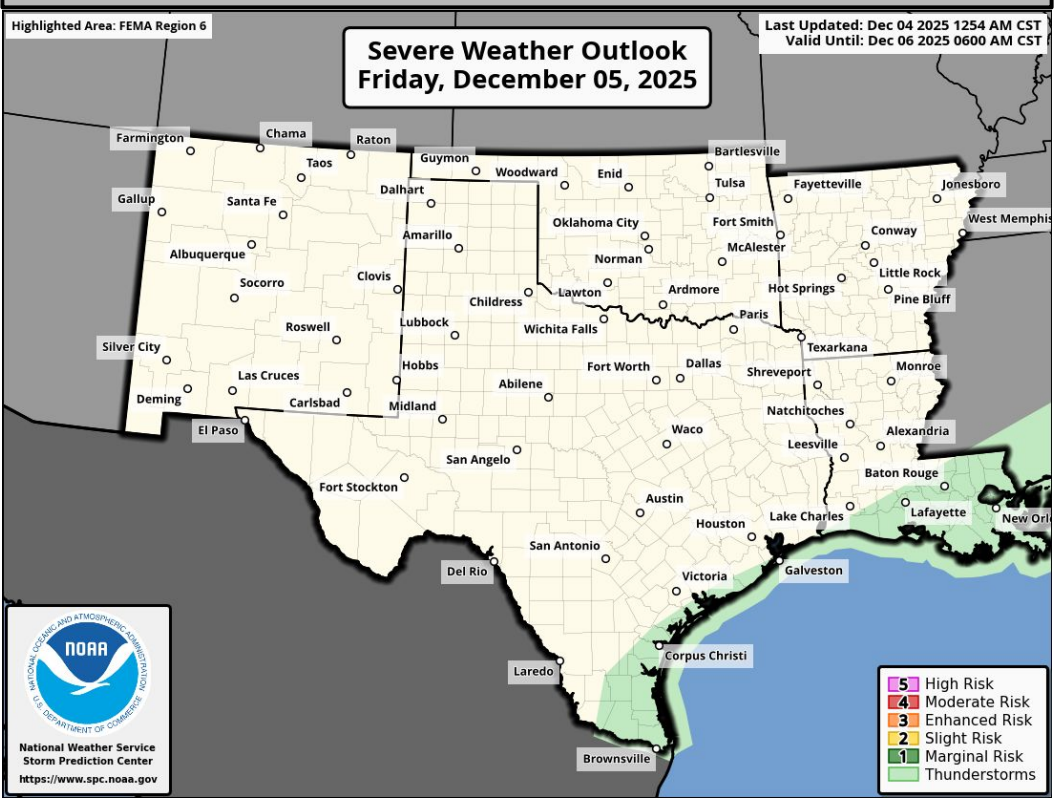 Highlighted Area: FEMA Region 6
Last Updated: Dec 04 2025 1254 AM CST
Valid Until: Dec 06 2025 0600 AM CST
Severe Weather Outlook
Friday, December 05, 2025
Farmington
Chama
Raton
Taos
Guymon
Woodward
Enid
Bartlesville
Tulsa
Fayetteville
Jonesboro
Gallup
Santa Fe
Dalhart
Oklahoma City
Fort Smith
West Memphis
Albuquerque
Amarillo
Norman
McAlester
Conway
Socorro
Clovis
Childress
Lawton
Ardmore
Hot Springs
Little Rock
Pine Bluff
Roswell
Lubbock
Wichita Falls
Paris
Texarkana
Silver City
Las Cruces
Hobbs
Abilene
Fort Worth
Dallas
Shreveport
Monroe
Deming
Carlsbad
Midland
Natchitoches
El Paso
San Angelo
Waco
Leesville
Alexandria
Fort Stockton
Austin
Baton Rouge
Houston
Lake Charles
Lafayette
New Orl
Del Rio
San Antonio
Victoria
Galveston
Laredo
Corpus Christi
Brownsville
NATIONAL OCEANIC AND ATMOSPHERIC ADMINISTRATION
NOAA
U.S. DEPARTMENT OF COMMERCE
National Weather Service
Storm Prediction Center
https://www.spc.noaa.gov
5 High Risk
4 Moderate Risk
3 Enhanced Risk
2 Slight Risk
1 Marginal Risk
Thunderstorms